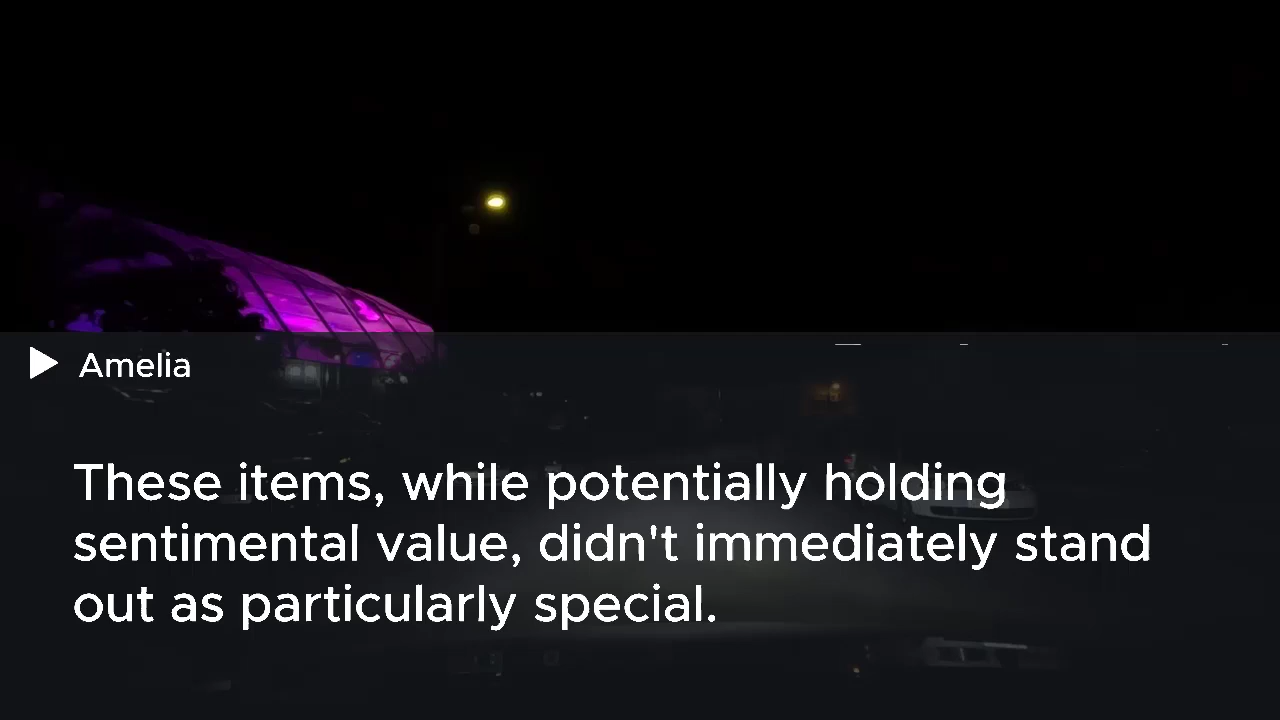 Amelia
These items, while potentially holding
sentimental value, didn't immediately stand
out as particularly special.